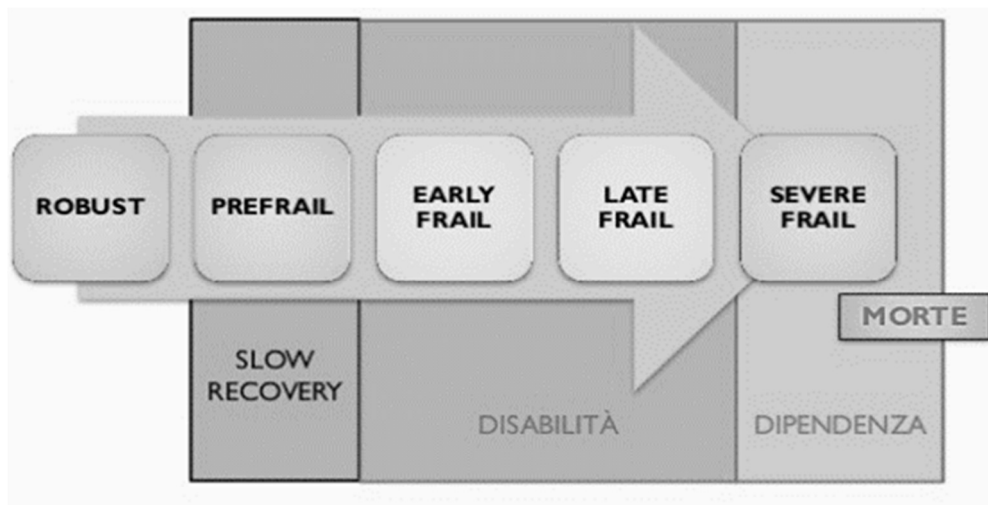 ROBUST
PREFRAIL
EARLY
FRAIL
LATE
FRAIL
SEVERE
FRAIL
MORTE
SLOW
RECOVERY
DISABILITÀ
DIPENDENZA